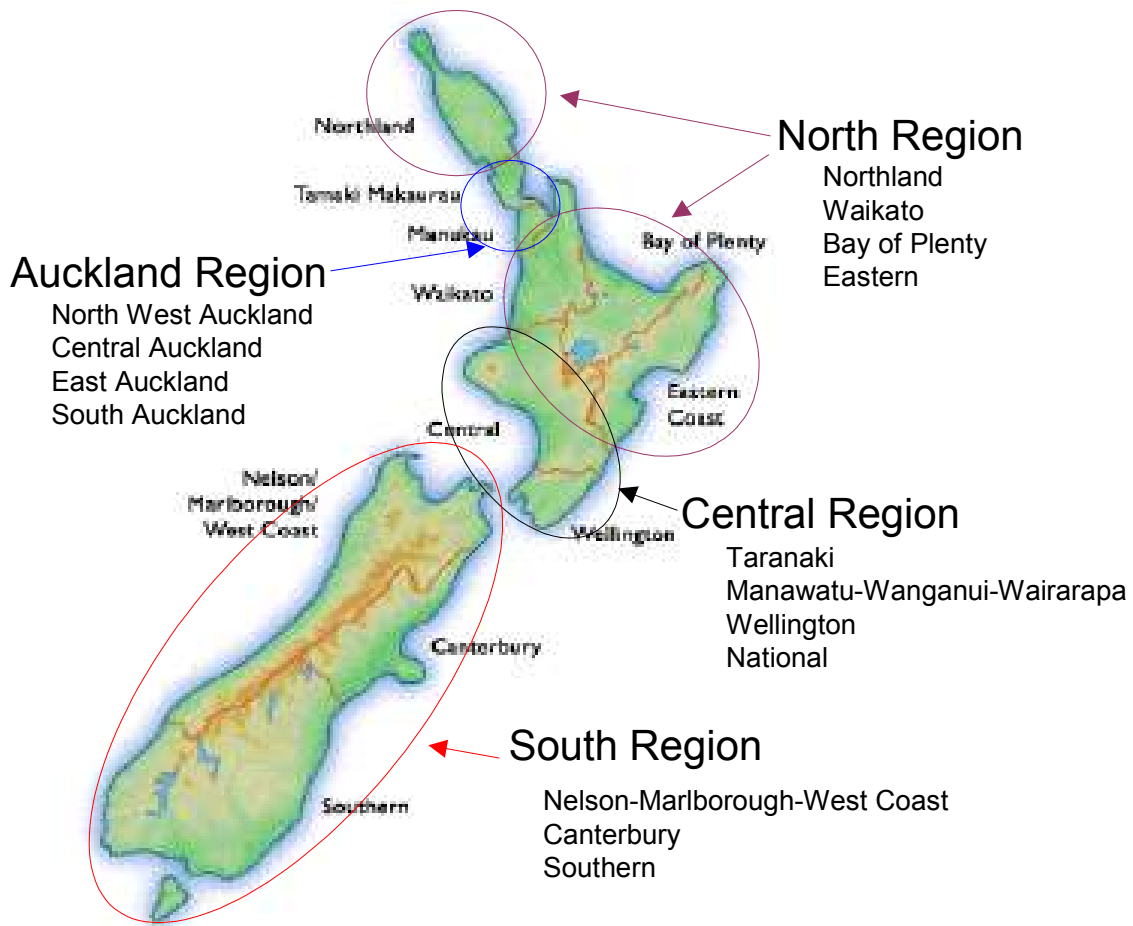 Northland
North Region
Northland
Waikato
Bay of Plenty
Eastern
Tamaki Makaurau
Manukau
Bay of Plenty
Auckland Region
North West Auckland
Central Auckland
East Auckland
South Auckland
Waikato
Eastern
Coast
Central
Nelson/
Marlborough/
West Coast
Wellington
Central Region
Taranaki
Manawatu-Wanganui-Wairarapa
Wellington
National
Canterbury
South Region
Nelson-Marlborough-West Coast
Canterbury
Southern
Southern